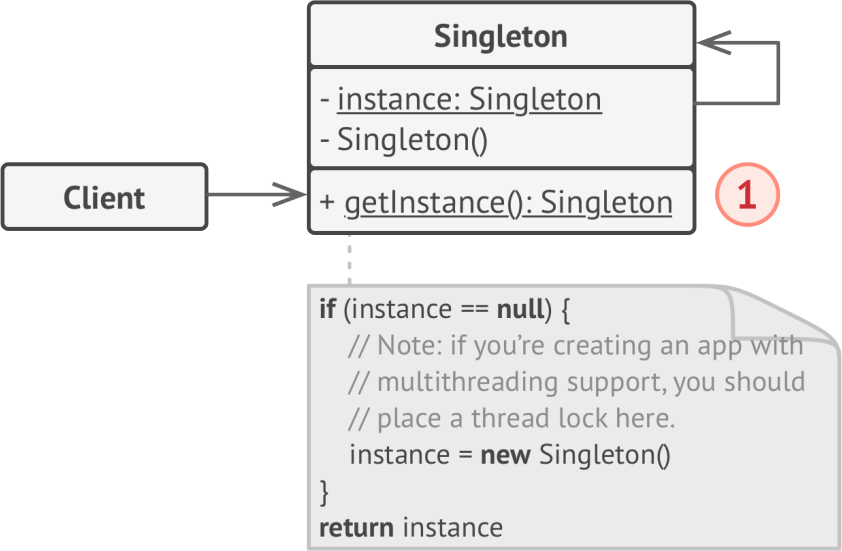 Singleton
- instance: Singleton
- Singleton()
Client
+ getInstance(): Singleton
1
if (instance == null) {
// Note: if you’re creating an app with
// multithreading support, you should
// place a thread lock here.
instance = new Singleton()
}
return instance